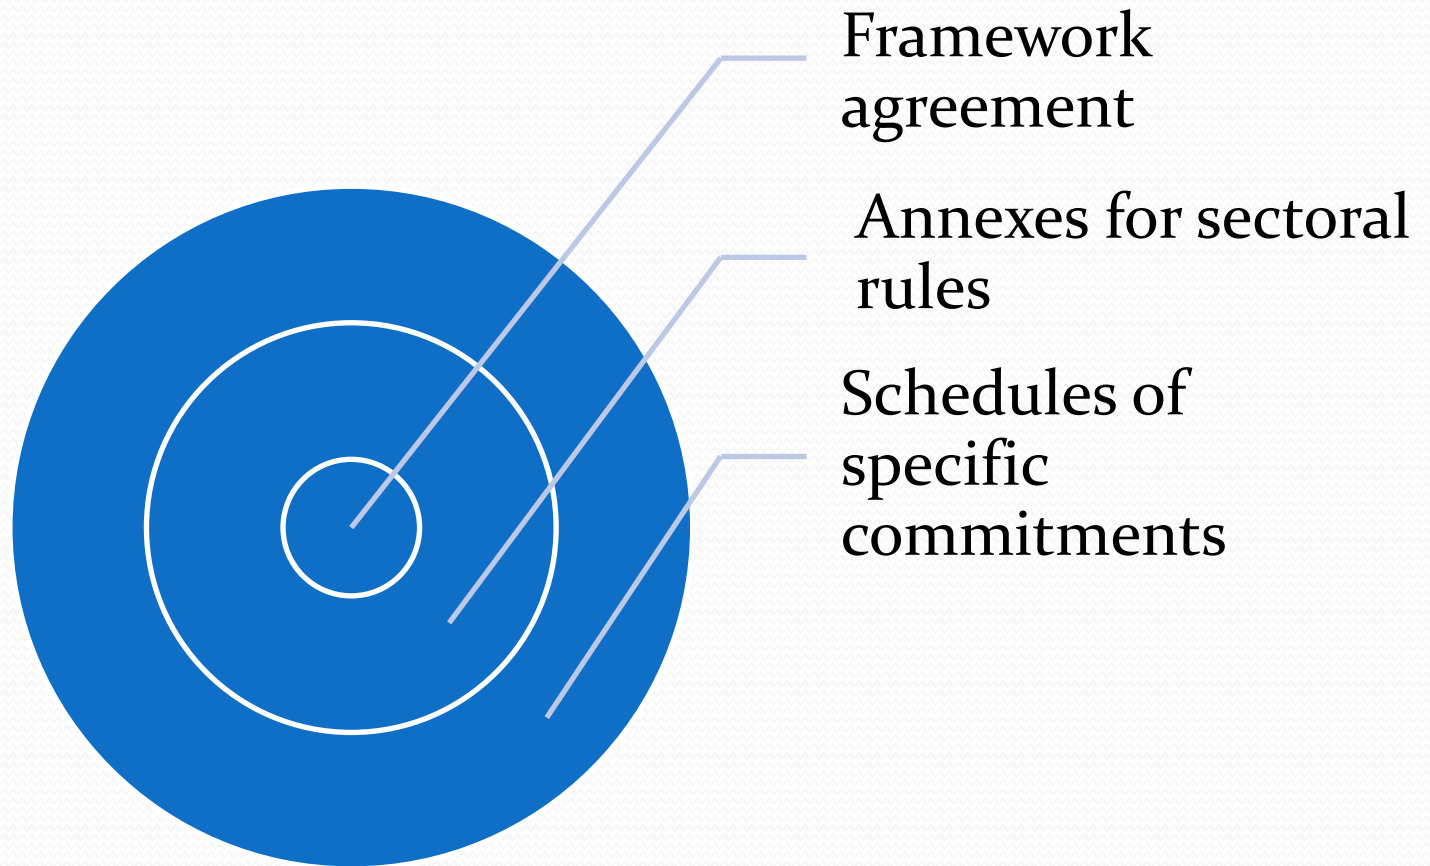 Framework
agreement
Annexes for sectoral
rules
Schedules of
specific
commitments